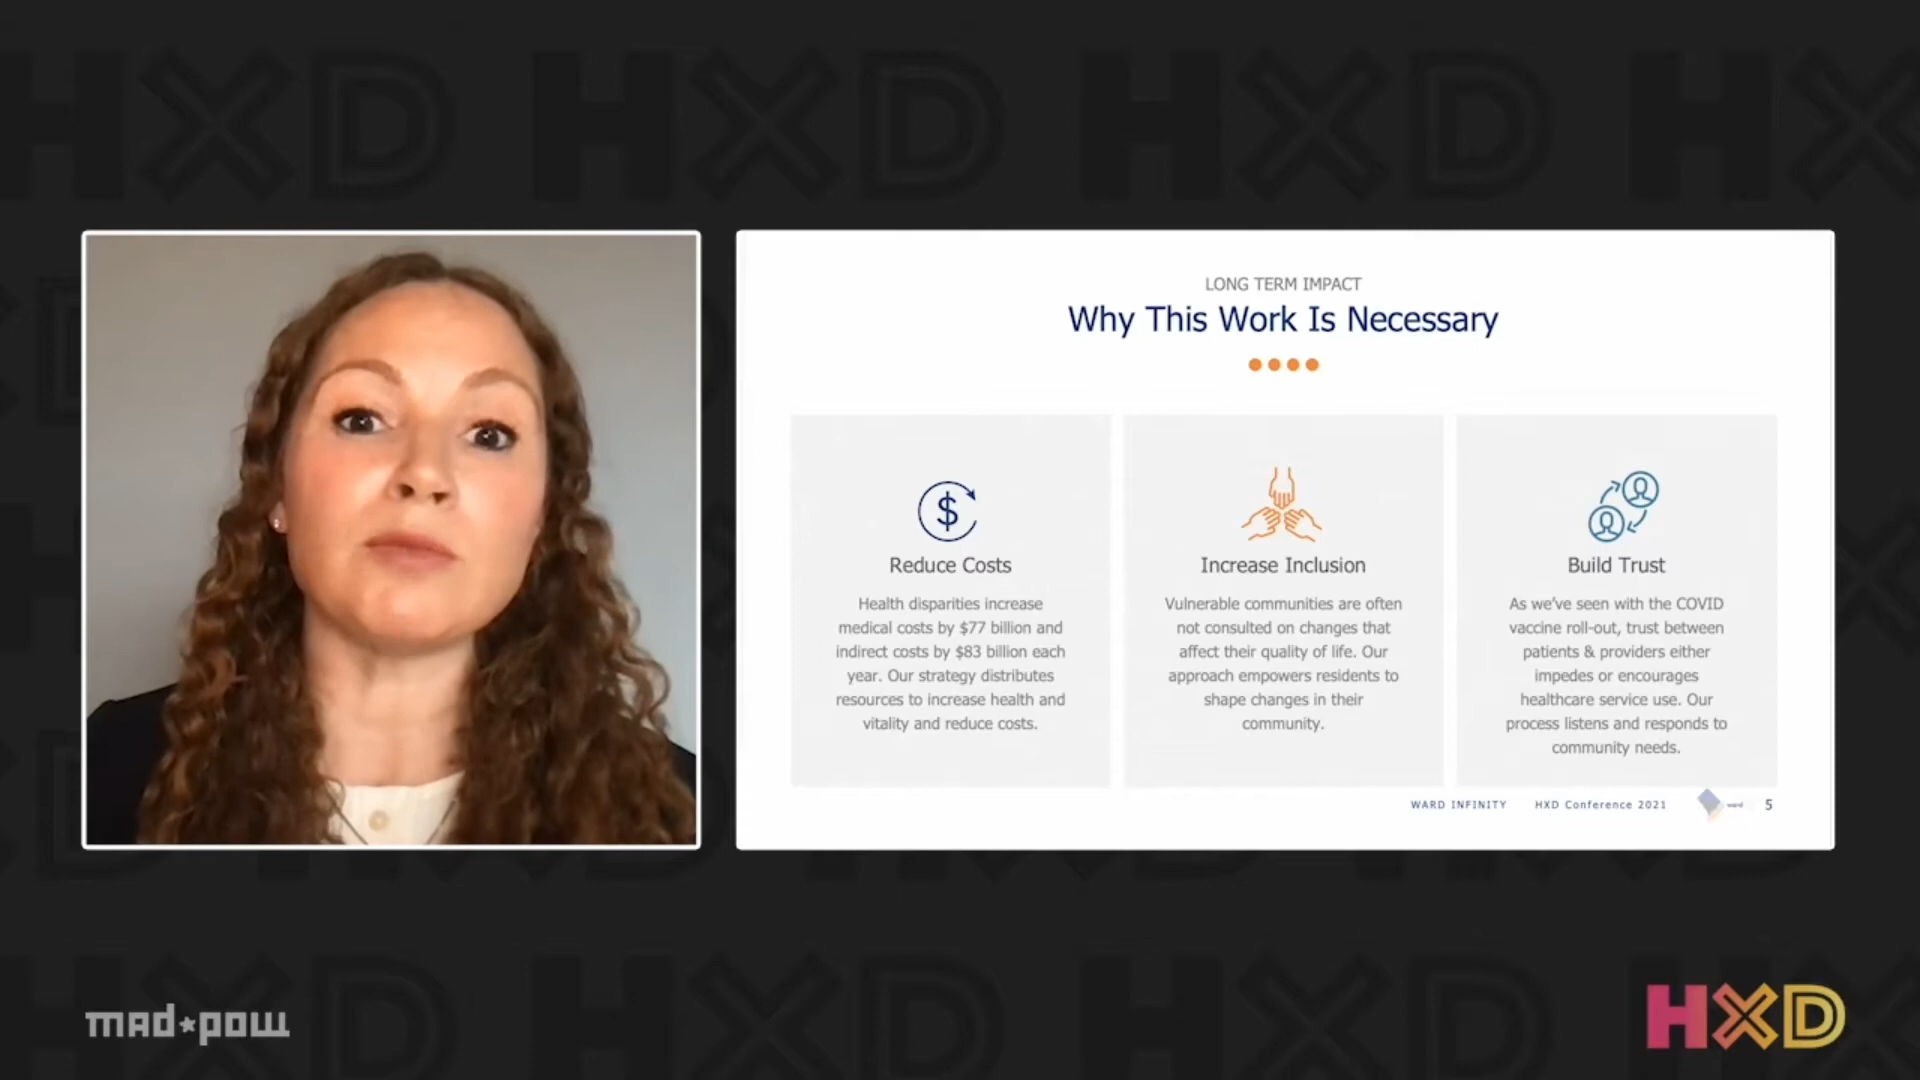 LONG TERM IMPACT
Why This Work Is Necessary
$
Reduce Costs
Health disparities increase
medical costs by $77 billion and
indirect costs by $83 billion each
year. Our strategy distributes
resources to increase health and
vitality and reduce costs.
Increase Inclusion
Vulnerable communities are often
not consulted on changes that
affect their quality of life. Our
approach empowers residents to
shape changes in their
community.
Build Trust
As we've seen with the COVID
vaccine roll-out, trust between
patients & providers either
impedes or encourages
healthcare service use. Our
process listens and responds to
community needs.
WARD INFINITY HXD Conference 2021 ward 5
mad★pow
HXD